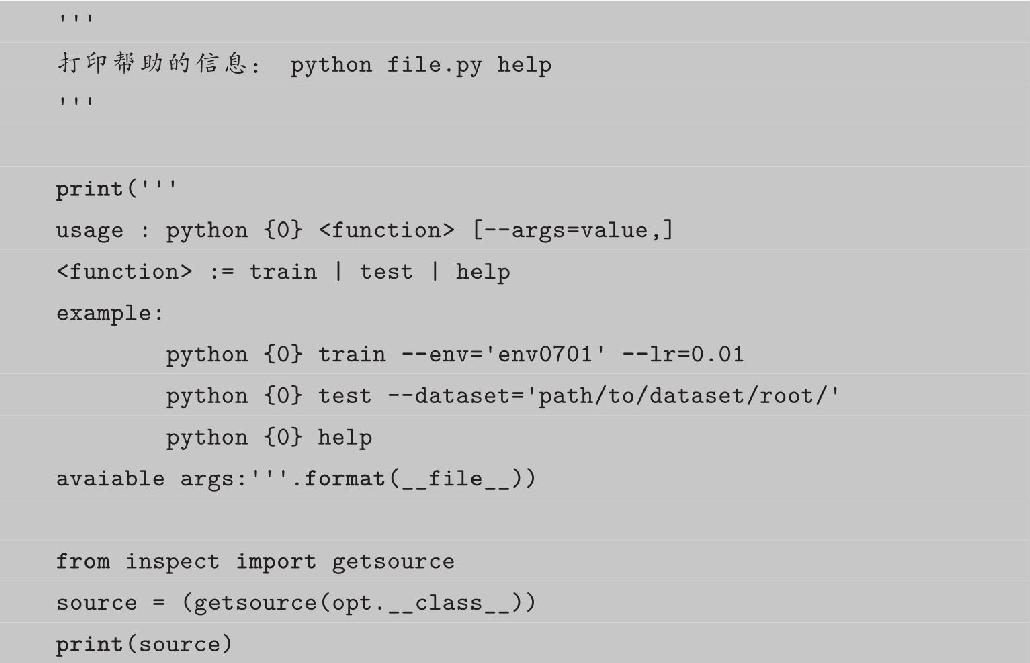 '''
打印帮助的信息： python file.py help
'''
print('''
usage : python {0} <function> [--args=value,]
<function> := train | test | help
example:
        python {0} train --env='env0701' --lr=0.01
        python {0} test --dataset='path/to/dataset/root/'
        python {0} help
avaiable args:'''.format(__file__))
from inspect import getsource
source = (getsource(opt.__class__))
print(source)